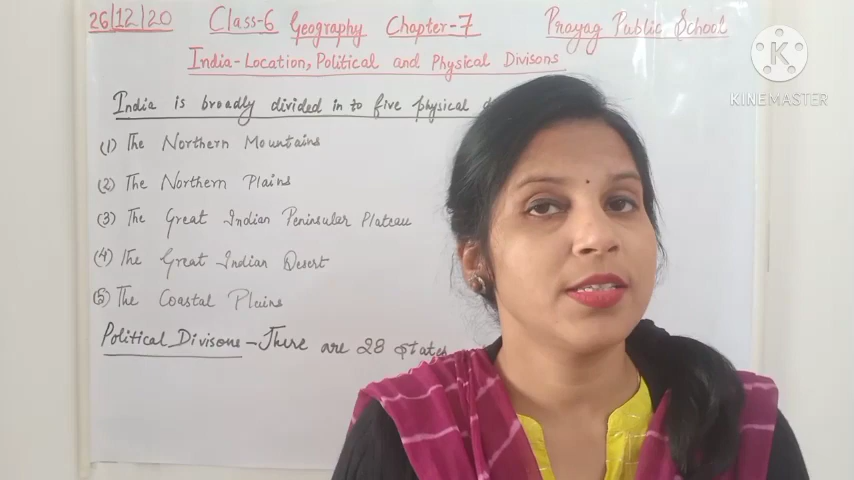 26/12/20 Class-6 Geography Chapter-7 Prayag Public School
India-Location, Political and Physical Divisons
India is broadly divided in to five physical d
(1) The Northern Mountains
(2) The Northern Plains
(3) The Great Indian Peninsular Plateau
(4) The Great Indian Desert
(5) The Coastal Plains
Political Divisons - There are 28 states
K
KINEMASTER